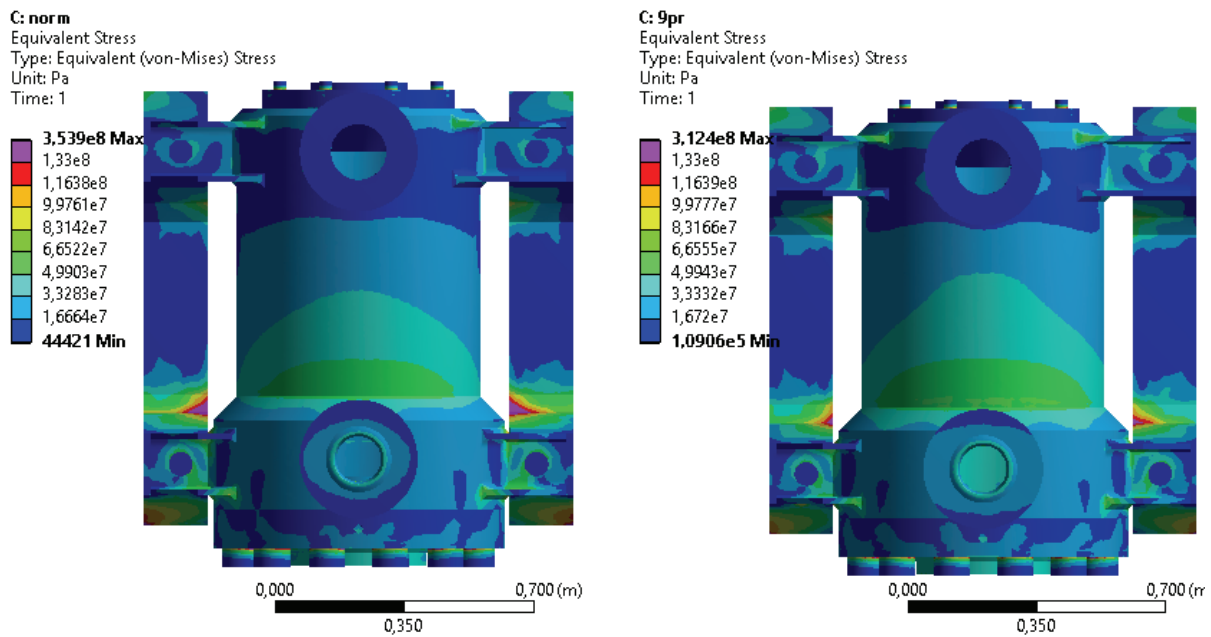 C: norm
Equivalent Stress
Type: Equivalent (von-Mises) Stress
Unit: Pa
Time: 1
3,539e8 Max
1,33e8
1,1638e8
9,9761e7
8,3142e7
6,6522e7
4,9903e7
3,3283e7
1,6664e7
44421 Min
0,000
0,700 (m)
0,350
C: 9pr
Equivalent Stress
Type: Equivalent (von-Mises) Stress
Unit: Pa
Time: 1
3,124e8 Max
1,33e8
1,1639e8
9,9777e7
8,3166e7
6,6555e7
4,9943e7
3,3332e7
1,672e7
1,0906e5 Min
0,000
0,700 (m
0,350